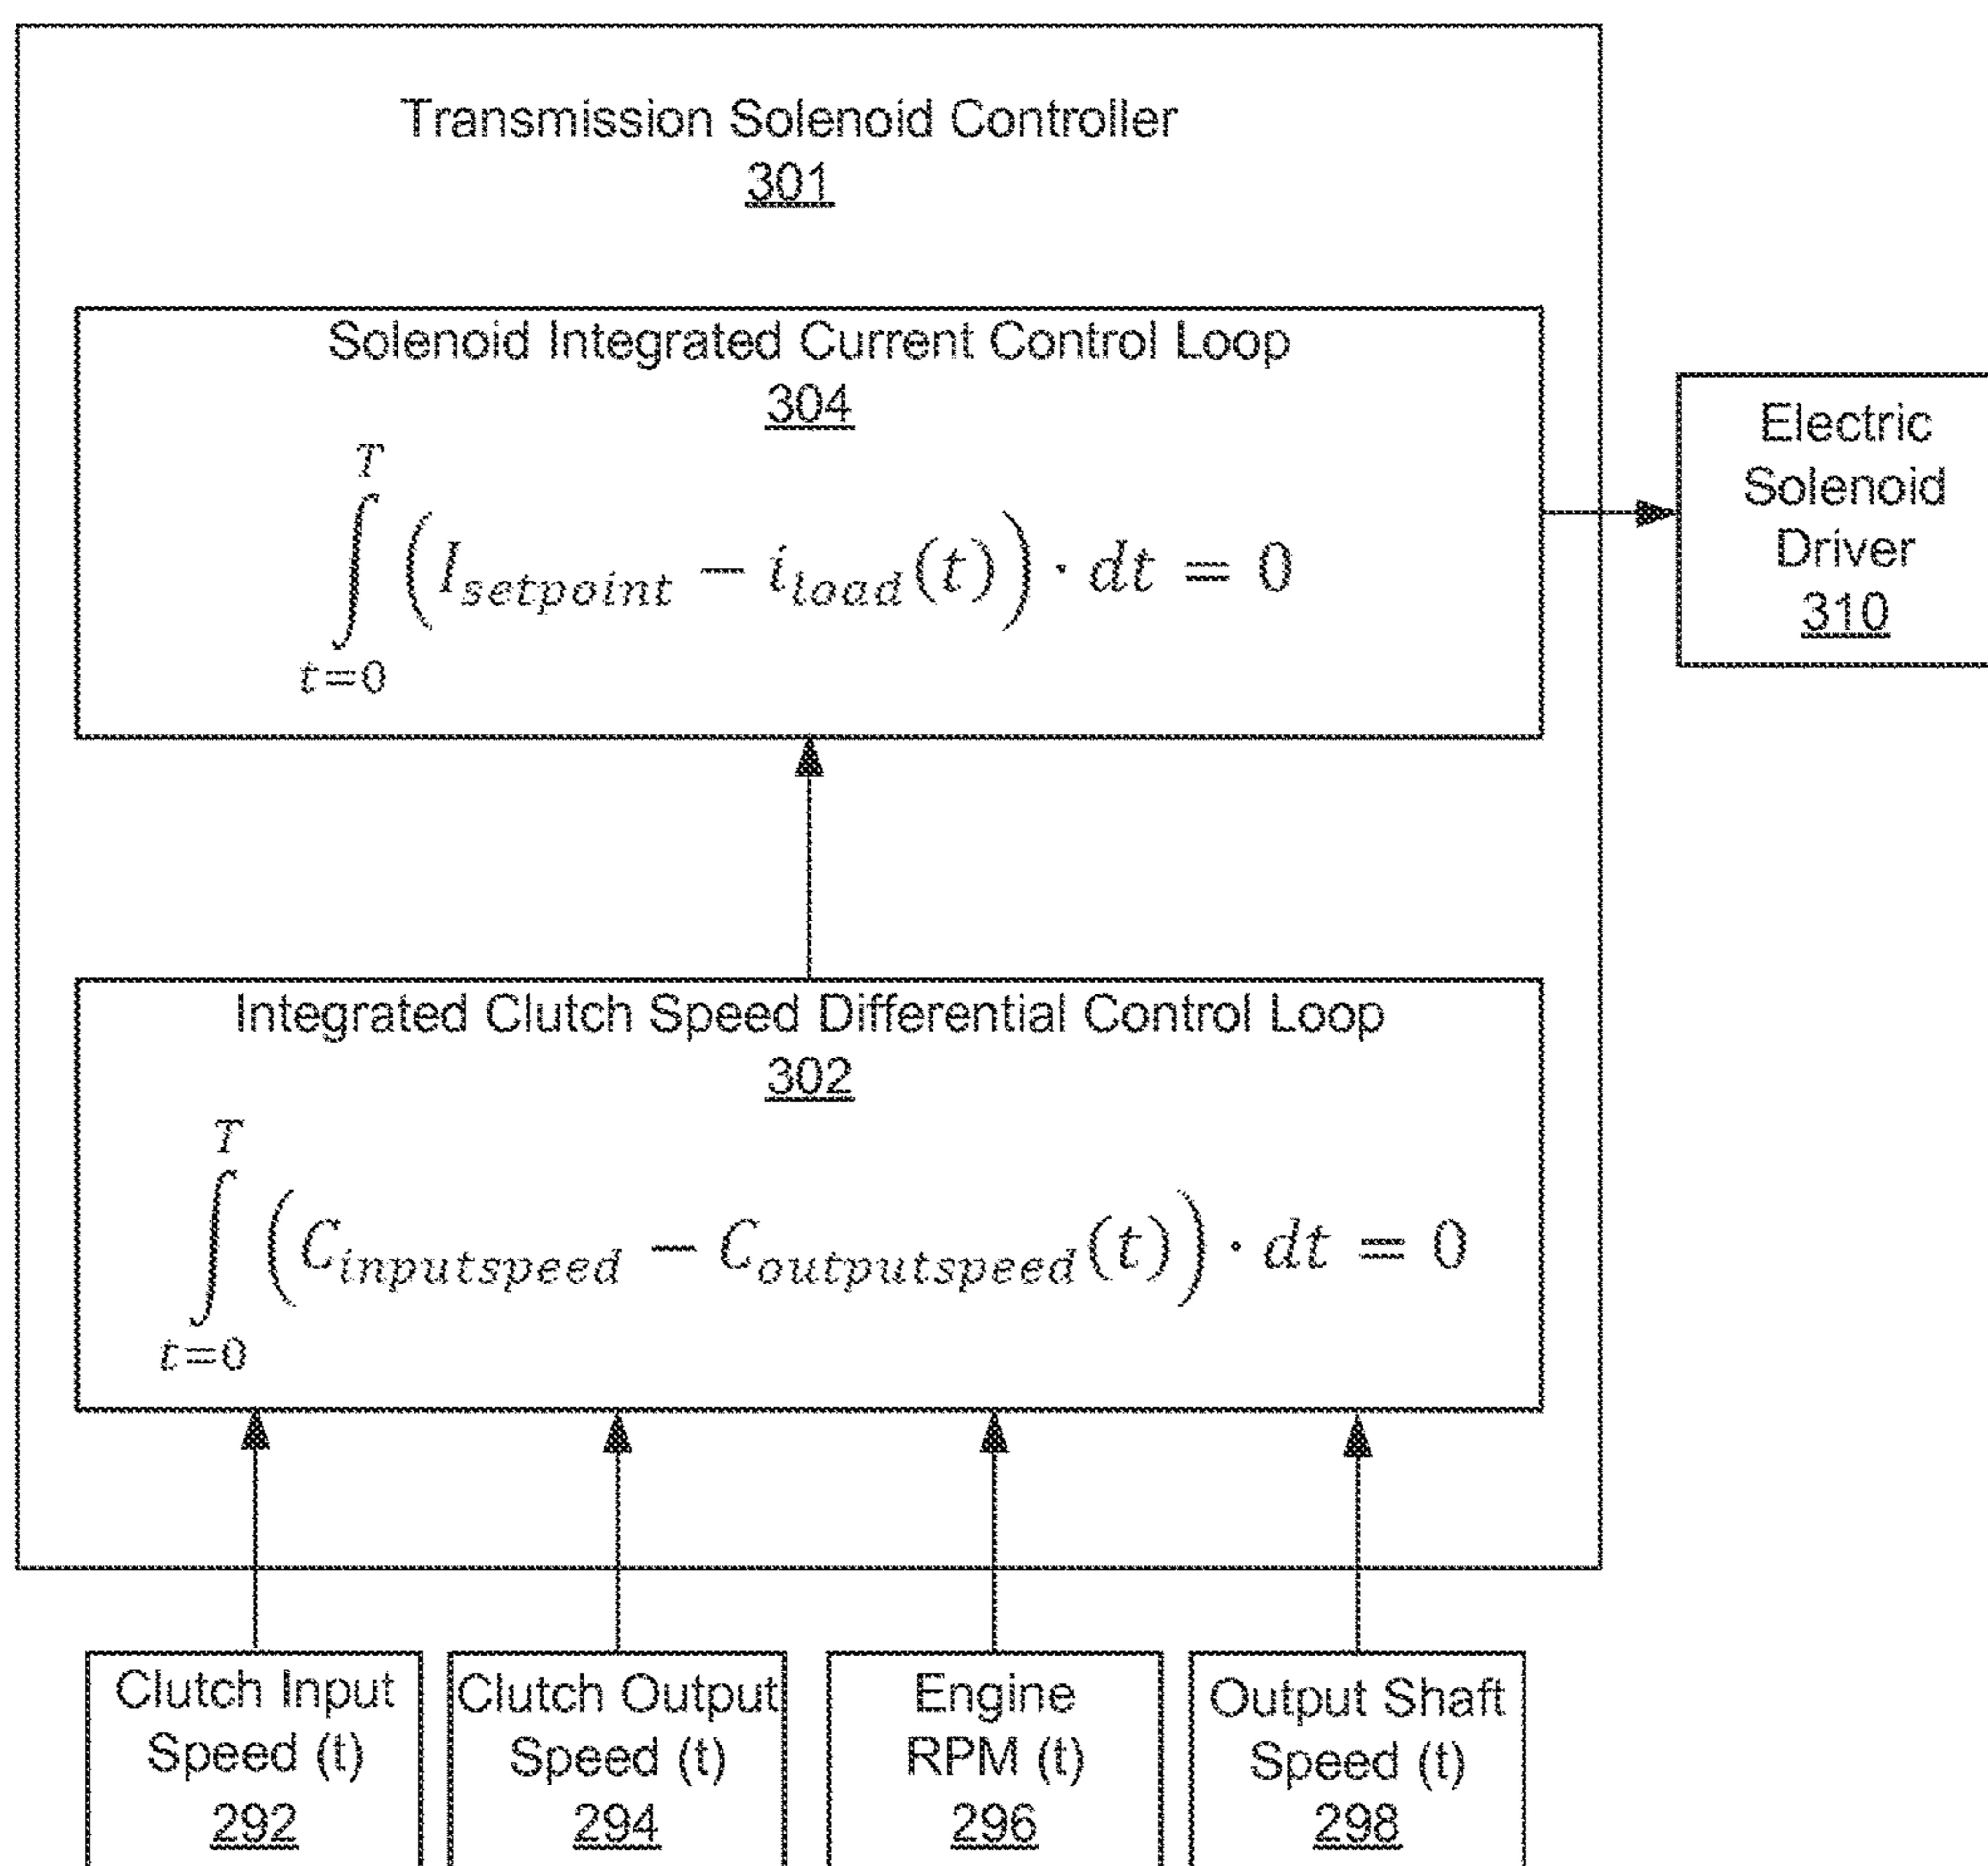 Transmission Solenoid Controller
301
Solenoid Integrated Current Control Loop
304
T
∫ (I_setpoint − i_load(t)) · dt = 0
t=0
Electric
Solenoid
Driver
310
Integrated Clutch Speed Differential Control Loop
302
T
∫ (C_inputspeed − C_outputspeed(t)) · dt = 0
t=0
Clutch Input
Speed (t)
292
Clutch Output
Speed (t)
294
Engine
RPM (t)
296
Output Shaft
Speed (t)
298